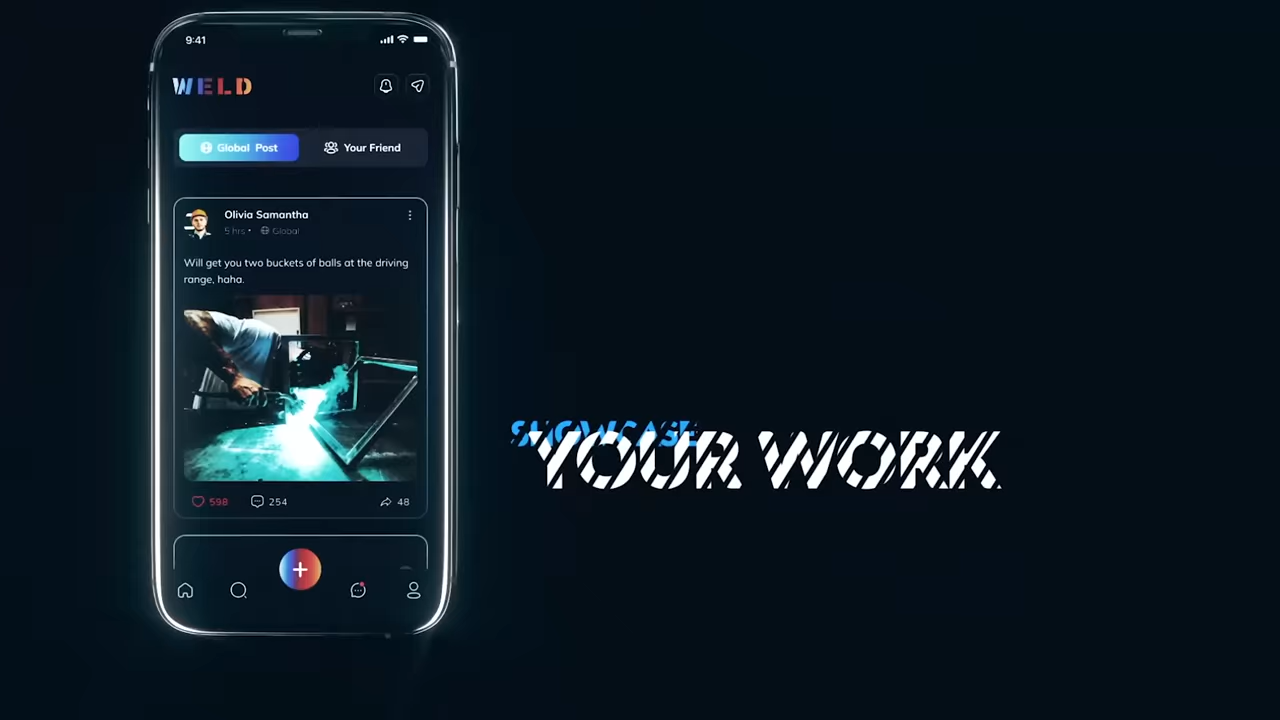 9:41
WELD
Global Post
Your Friend
Olivia Samantha
5 hrs • Global
Will get you two buckets of balls at the driving
range, haha.
598
254
48
SHOWCASE
YOUR WORK